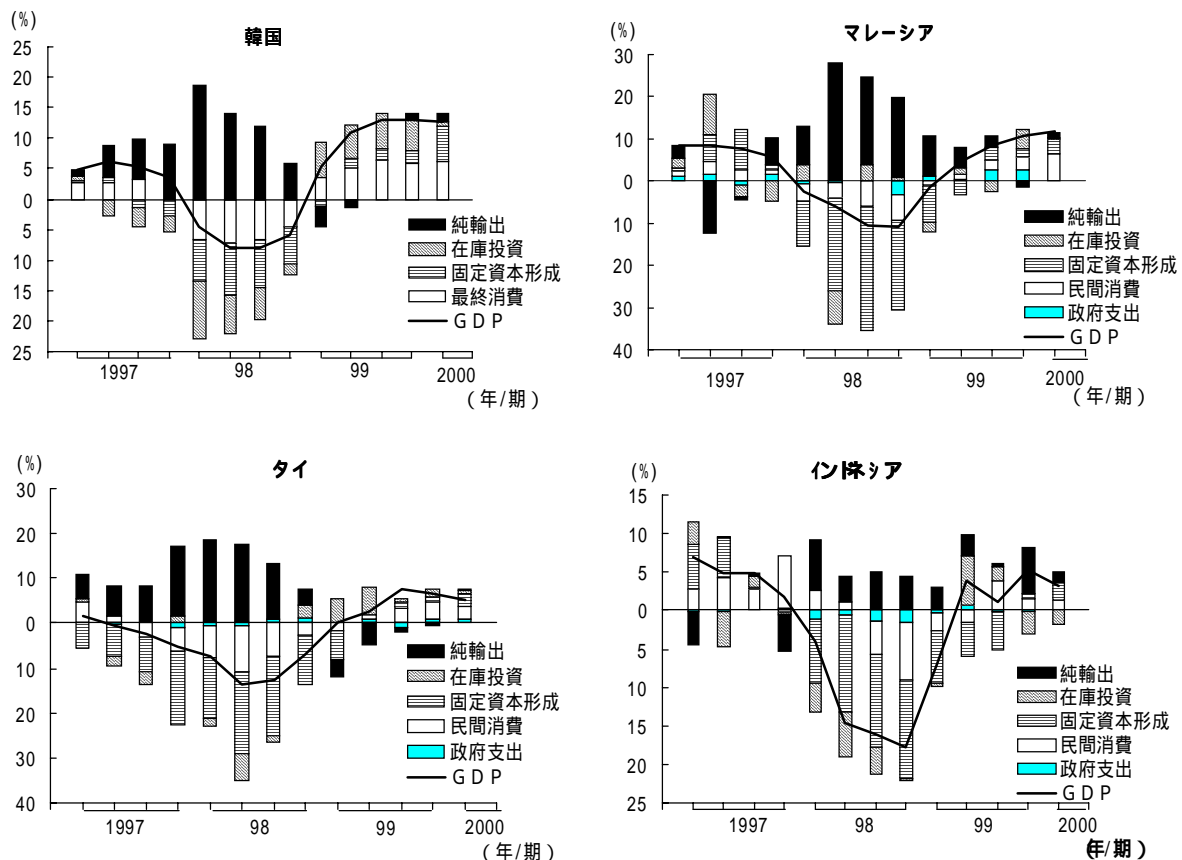 韓国
(%)
25
20
15
10
5
0
5
10
15
20
25
純輸出
在庫投資
固定資本形成
最終消費
GDP
1997
98
99
2000
(年/期)
マレーシア
(%)
30
20
10
0
10
20
30
40
純輸出
在庫投資
固定資本形成
民間消費
政府支出
GDP
1997
98
99
2000
(年/期)
タイ
(%)
30
20
10
0
10
20
30
40
純輸出
在庫投資
固定資本形成
民間消費
政府支出
GDP
1997
98
99
2000
(年/期)
インドネシア
(%)
15
10
5
0
5
10
15
20
25
純輸出
在庫投資
固定資本形成
民間消費
政府支出
GDP
1997
98
99
2000
(年/期)